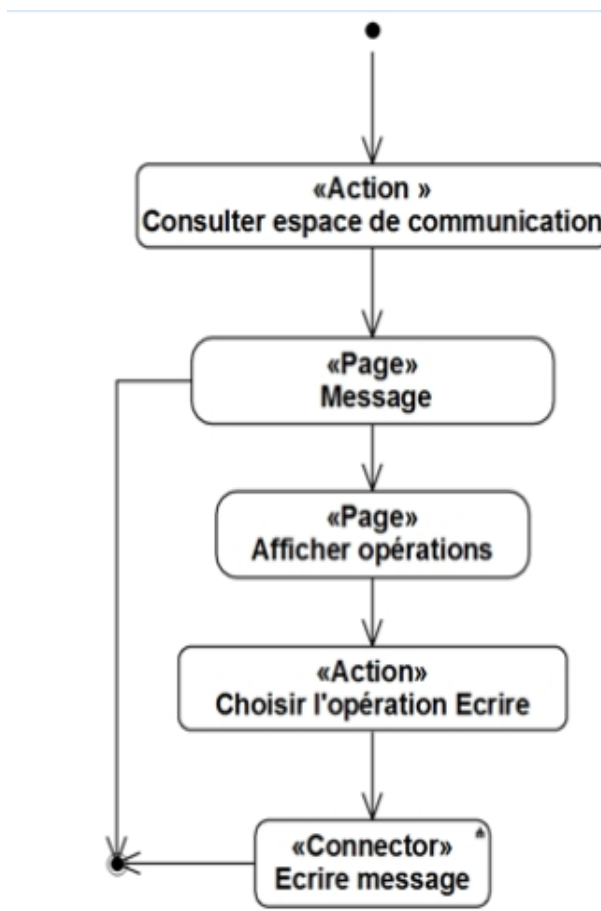 «Action »
Consulter espace de communication
«Page»
Message
«Page»
Afficher opérations
«Action»
Choisir l'opération Ecrire
«Connector»
Ecrire message